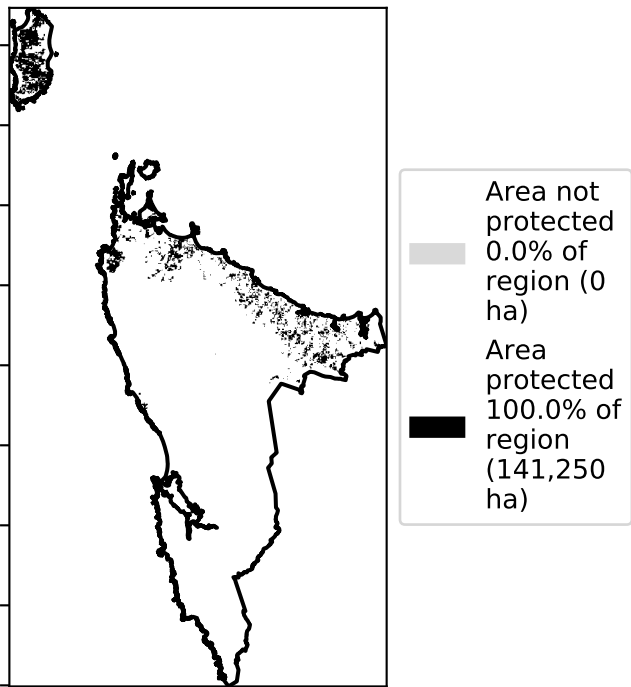 Area not
protected
0.0% of
region (0
ha)
Area
protected
100.0% of
region
(141,250
ha)